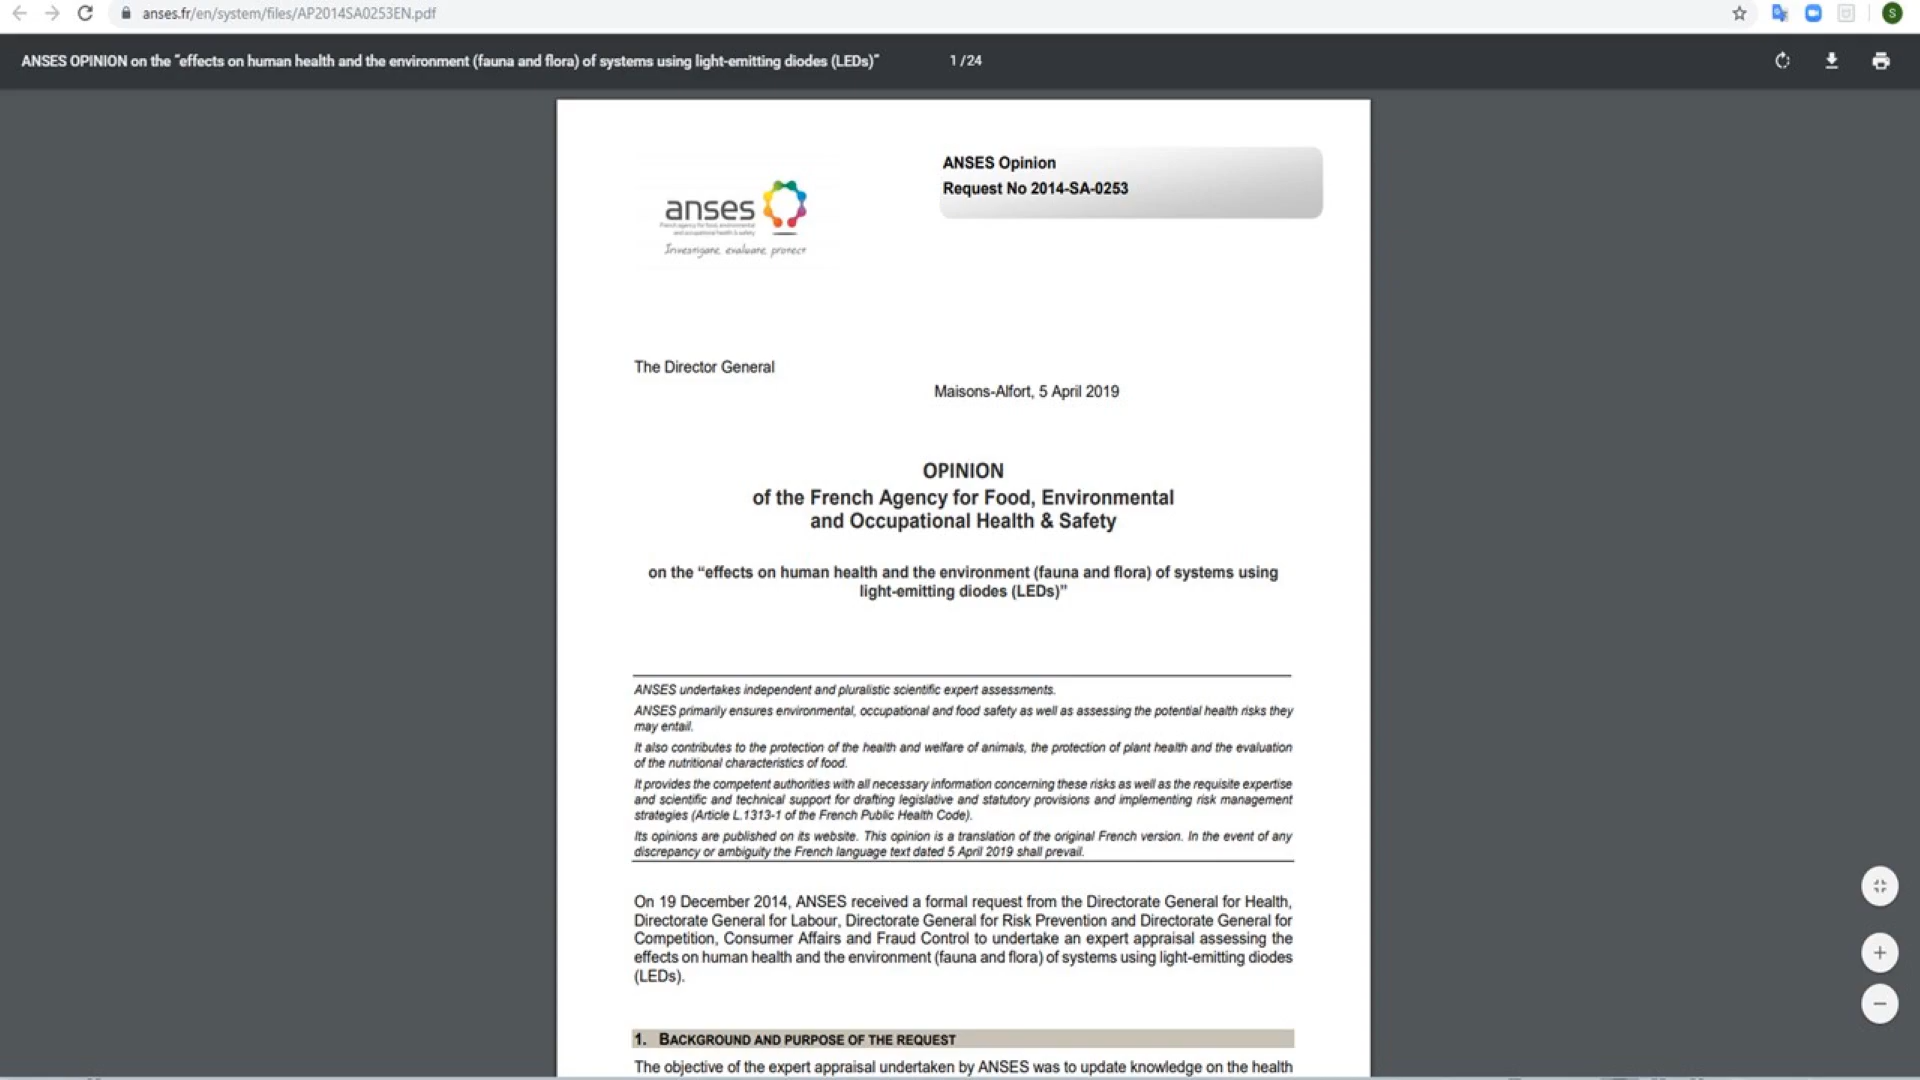 anses.fr/en/system/files/AP2014SA0253EN.pdf
S
ANSES OPINION on the "effects on human health and the environment (fauna and flora) of systems using light-emitting diodes (LEDs)"
1 / 24
ANSES Opinion
Request No 2014-SA-0253
anses
French agency for food, environmental
and occupational health & safety
Investigate, evaluate, protect
The Director General
Maisons-Alfort, 5 April 2019
OPINION
of the French Agency for Food, Environmental
and Occupational Health & Safety
on the “effects on human health and the environment (fauna and flora) of systems using
light-emitting diodes (LEDs)”
ANSES undertakes independent and pluralistic scientific expert assessments.
ANSES primarily ensures environmental, occupational and food safety as well as assessing the potential health risks they
may entail.
It also contributes to the protection of the health and welfare of animals, the protection of plant health and the evaluation
of the nutritional characteristics of food.
It provides the competent authorities with all necessary information concerning these risks as well as the requisite expertise
and scientific and technical support for drafting legislative and statutory provisions and implementing risk management
strategies (Article L.1313-1 of the French Public Health Code).
Its opinions are published on its website. This opinion is a translation of the original French version. In the event of any
discrepancy or ambiguity the French language text dated 5 April 2019 shall prevail.
On 19 December 2014, ANSES received a formal request from the Directorate General for Health,
Directorate General for Labour, Directorate General for Risk Prevention and Directorate General for
Competition, Consumer Affairs and Fraud Control to undertake an expert appraisal assessing the
effects on human health and the environment (fauna and flora) of systems using light-emitting diodes
(LEDs).
1. BACKGROUND AND PURPOSE OF THE REQUEST
The objective of the expert appraisal undertaken by ANSES was to update knowledge on the health